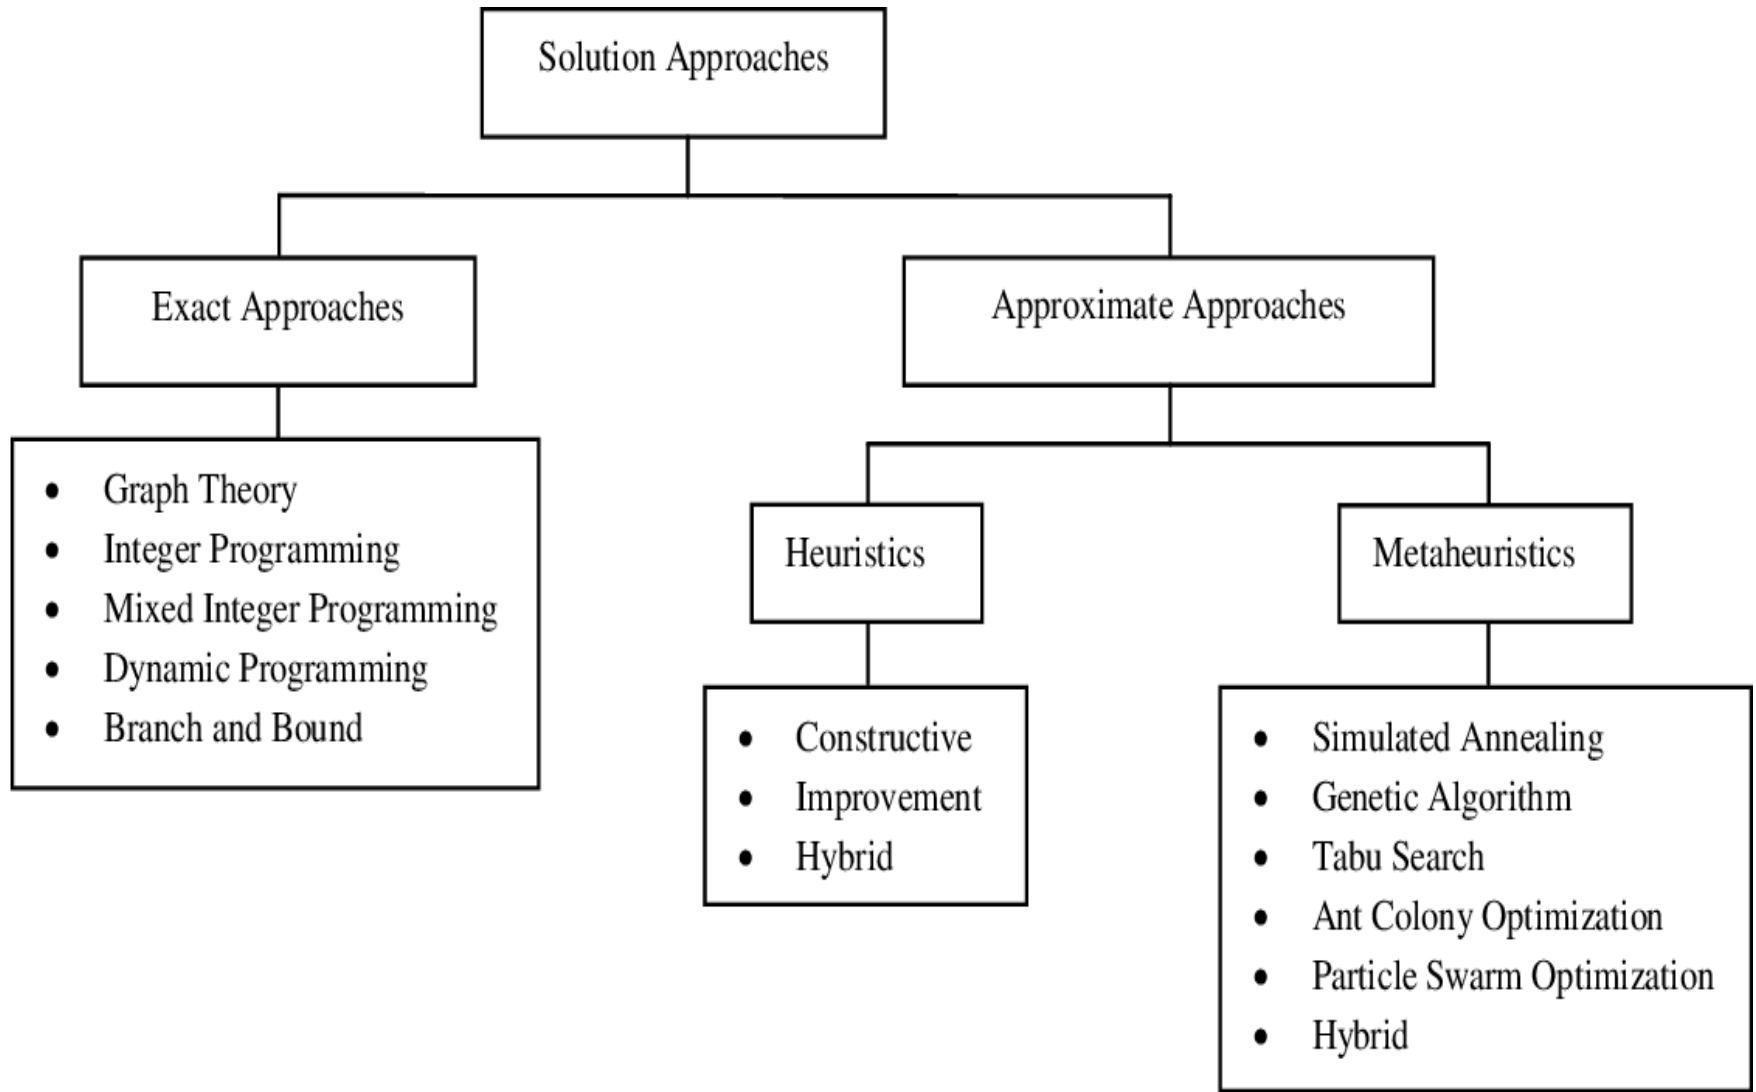 Solution Approaches
Exact Approaches
Approximate Approaches
• Graph Theory
• Integer Programming
• Mixed Integer Programming
• Dynamic Programming
• Branch and Bound
Heuristics
Metaheuristics
• Constructive
• Improvement
• Hybrid
• Simulated Annealing
• Genetic Algorithm
• Tabu Search
• Ant Colony Optimization
• Particle Swarm Optimization
• Hybrid